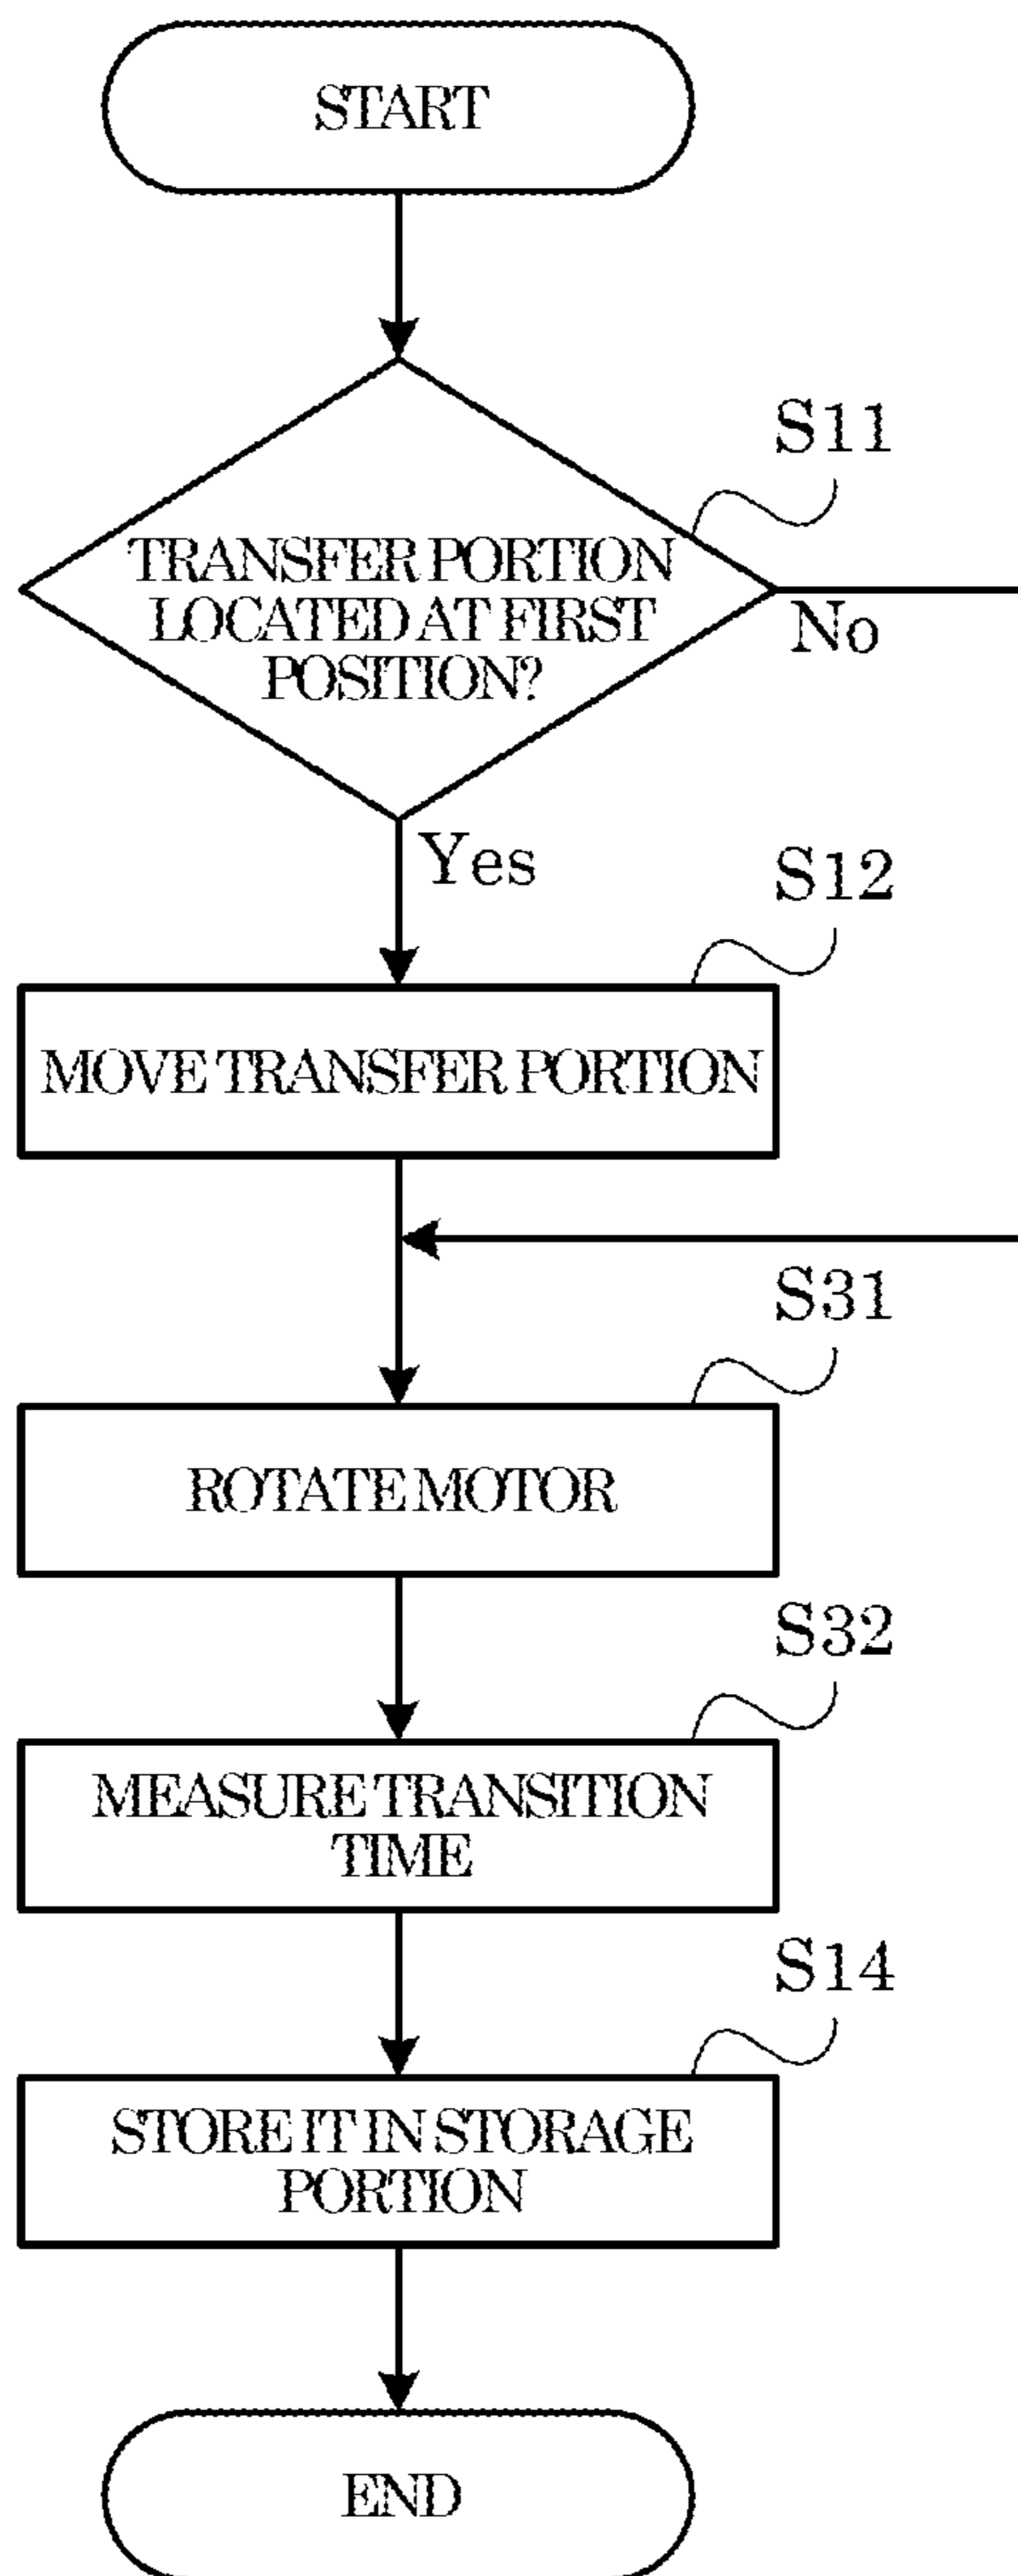 START
S11
TRANSFER PORTION
LOCATED AT FIRST
POSITION?
No
Yes
S12
MOVE TRANSFER PORTION
S31
ROTATE MOTOR
S32
MEASURE TRANSITION
TIME
S14
STORE IT IN STORAGE
PORTION
END